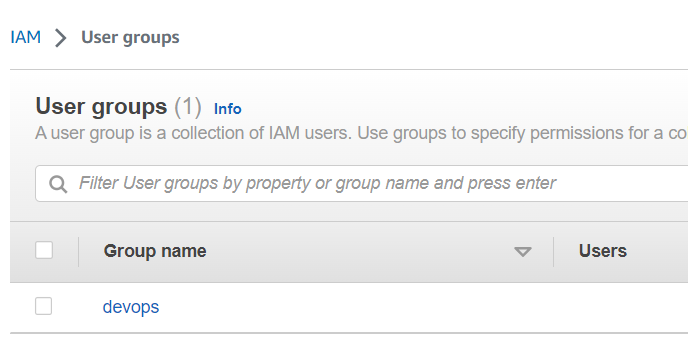 IAM > User groups
User groups (1) Info
A user group is a collection of IAM users. Use groups to specify permissions for a co
Filter User groups by property or group name and press enter
Group name Users
devops